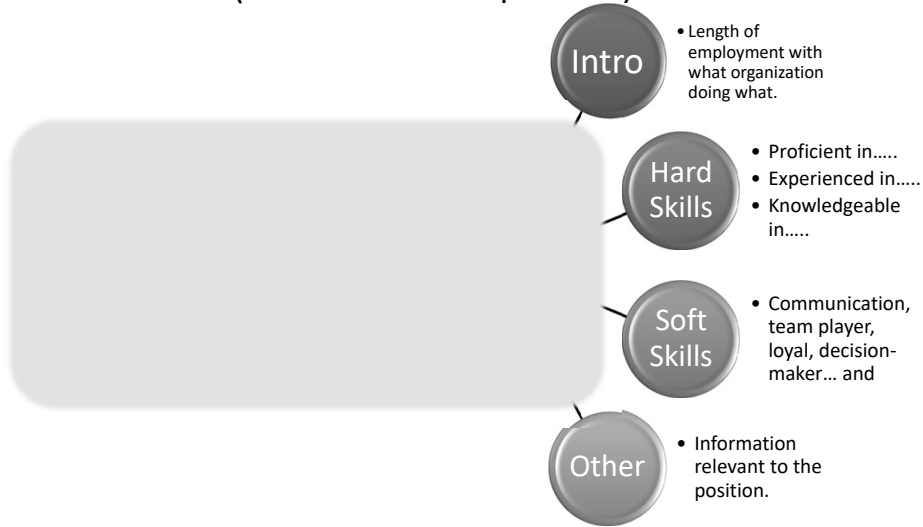 Intro
• Length of
employment with
what organization
doing what.
Hard
Skills
• Proficient in.....
• Experienced in.....
• Knowledgeable
in.....
Soft
Skills
• Communication,
team player,
loyal, decision-
maker... and
Other
• Information
relevant to the
position.